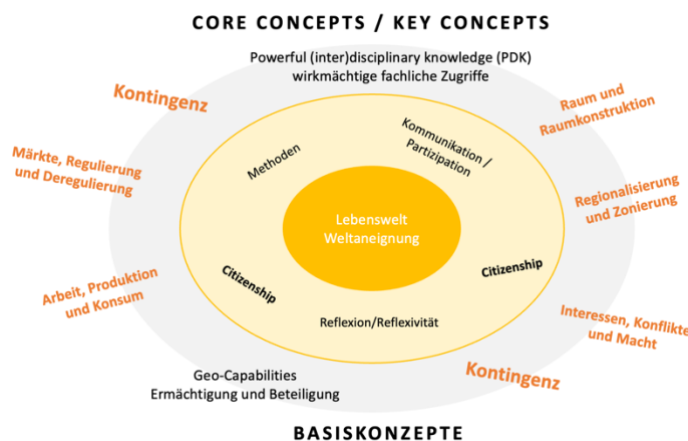 CORE CONCEPTS / KEY CONCEPTS
Powerful (inter)disciplinary knowledge (PDK)
wirkmächtige fachliche Zugriffe
Kontingenz
Raum und
Raumkonstruktion
Märkte, Regulierung
und Deregulierung
Methoden
Kommunikation /
Partizipation
Regionalisierung
und Zonierung
Lebenswelt
Weltaneignung
Arbeit, Produktion
und Konsum
Citizenship
Citizenship
Reflexion/Reflexivität
Interessen, Konflikte
und Macht
Geo-Capabilities
Ermächtigung und Beteiligung
Kontingenz
BASISKONZEPTE